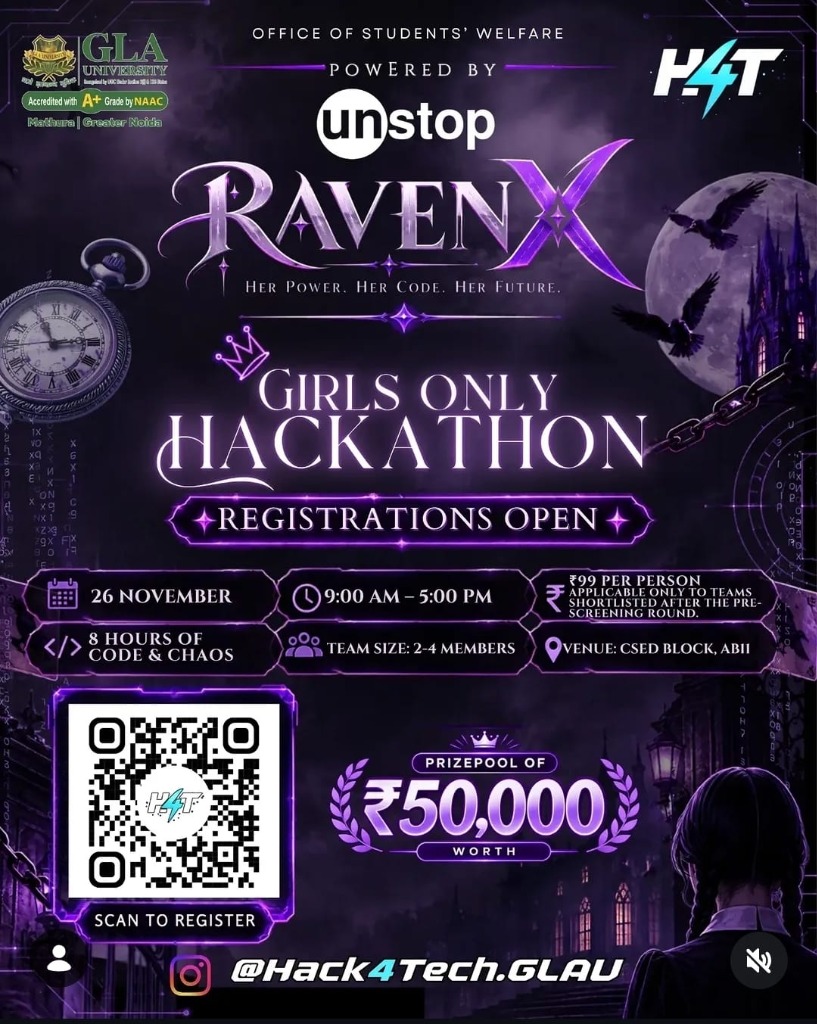 OFFICE OF STUDENTS' WELFARE
GLA
UNIVERSITY
Accredited with A+ Grade by NAAC
Mathura | Greater Noida
POWERED BY
unstop
H4T
RAVENX
HER POWER. HER CODE. HER FUTURE.
GIRLS ONLY
HACKATHON
REGISTRATIONS OPEN
26 NOVEMBER
9:00 AM – 5:00 PM
₹99 PER PERSON
APPLICABLE ONLY TO TEAMS
SHORTLISTED AFTER THE PRE-
SCREENING ROUND.
8 HOURS OF
CODE & CHAOS
TEAM SIZE: 2-4 MEMBERS
VENUE: CSED BLOCK, ABII
H4T
SCAN TO REGISTER
PRIZEPOOL OF
₹50,000
WORTH
@Hack4Tech.GLAU